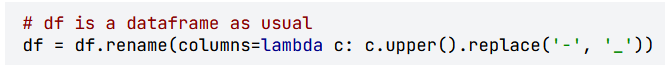 # df is a dataframe as usual
df = df.rename(columns=lambda c: c.upper().replace('-', '_'))